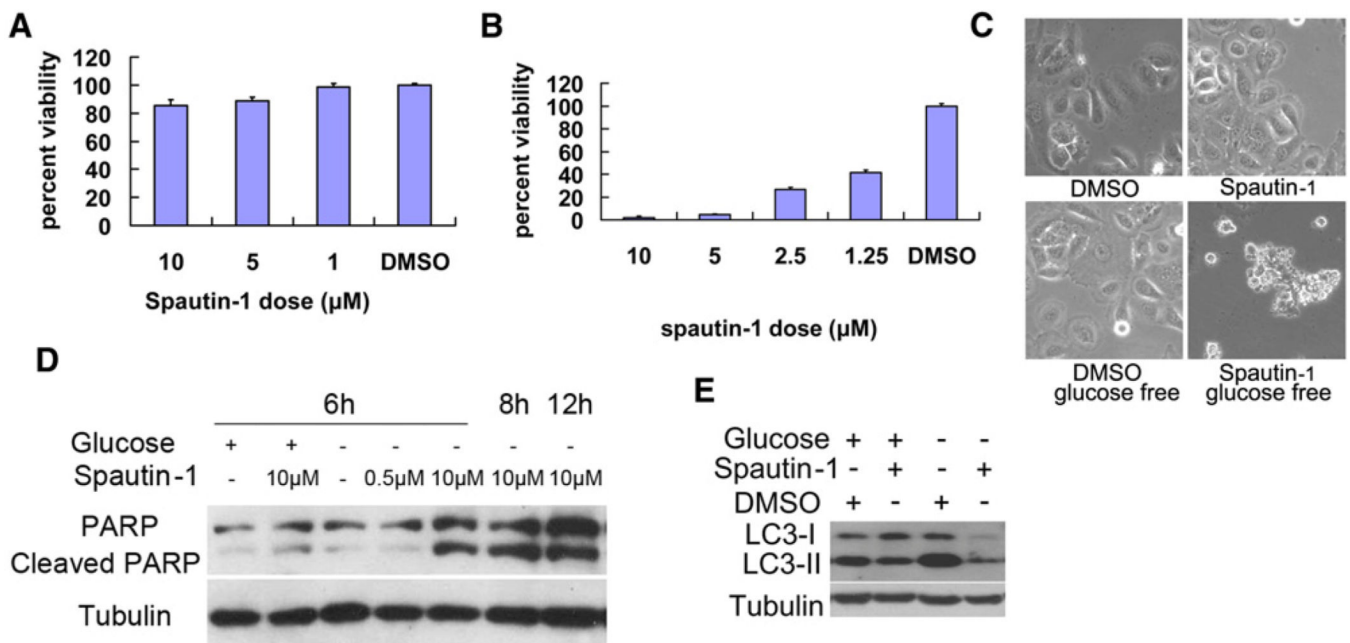 A
percent viability
120
100
80
60
40
20
0
10 5 1 DMSO
Spautin-1 dose (µM)
B
percent viability
120
100
80
60
40
20
0
10 5 2.5 1.25 DMSO
spautin-1 dose (µM)
C
DMSO Spautin-1
DMSO
glucose free
Spautin-1
glucose free
D
6h 8h 12h
Glucose + + - - - - -
Spautin-1 - 10µM - 0.5µM 10µM 10µM 10µM
PARP
Cleaved PARP
Tubulin
E
Glucose + + - -
Spautin-1 - + - +
DMSO + - + -
LC3-I
LC3-II
Tubulin